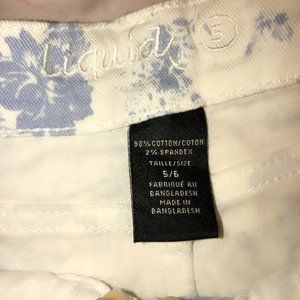 Liquid 5
98% COTTON/COTON
2% SPANDEX
TAILLE/SIZE
5/6
FABRIQUÉ AU
BANGLADESH
MADE IN
BANGLADESH